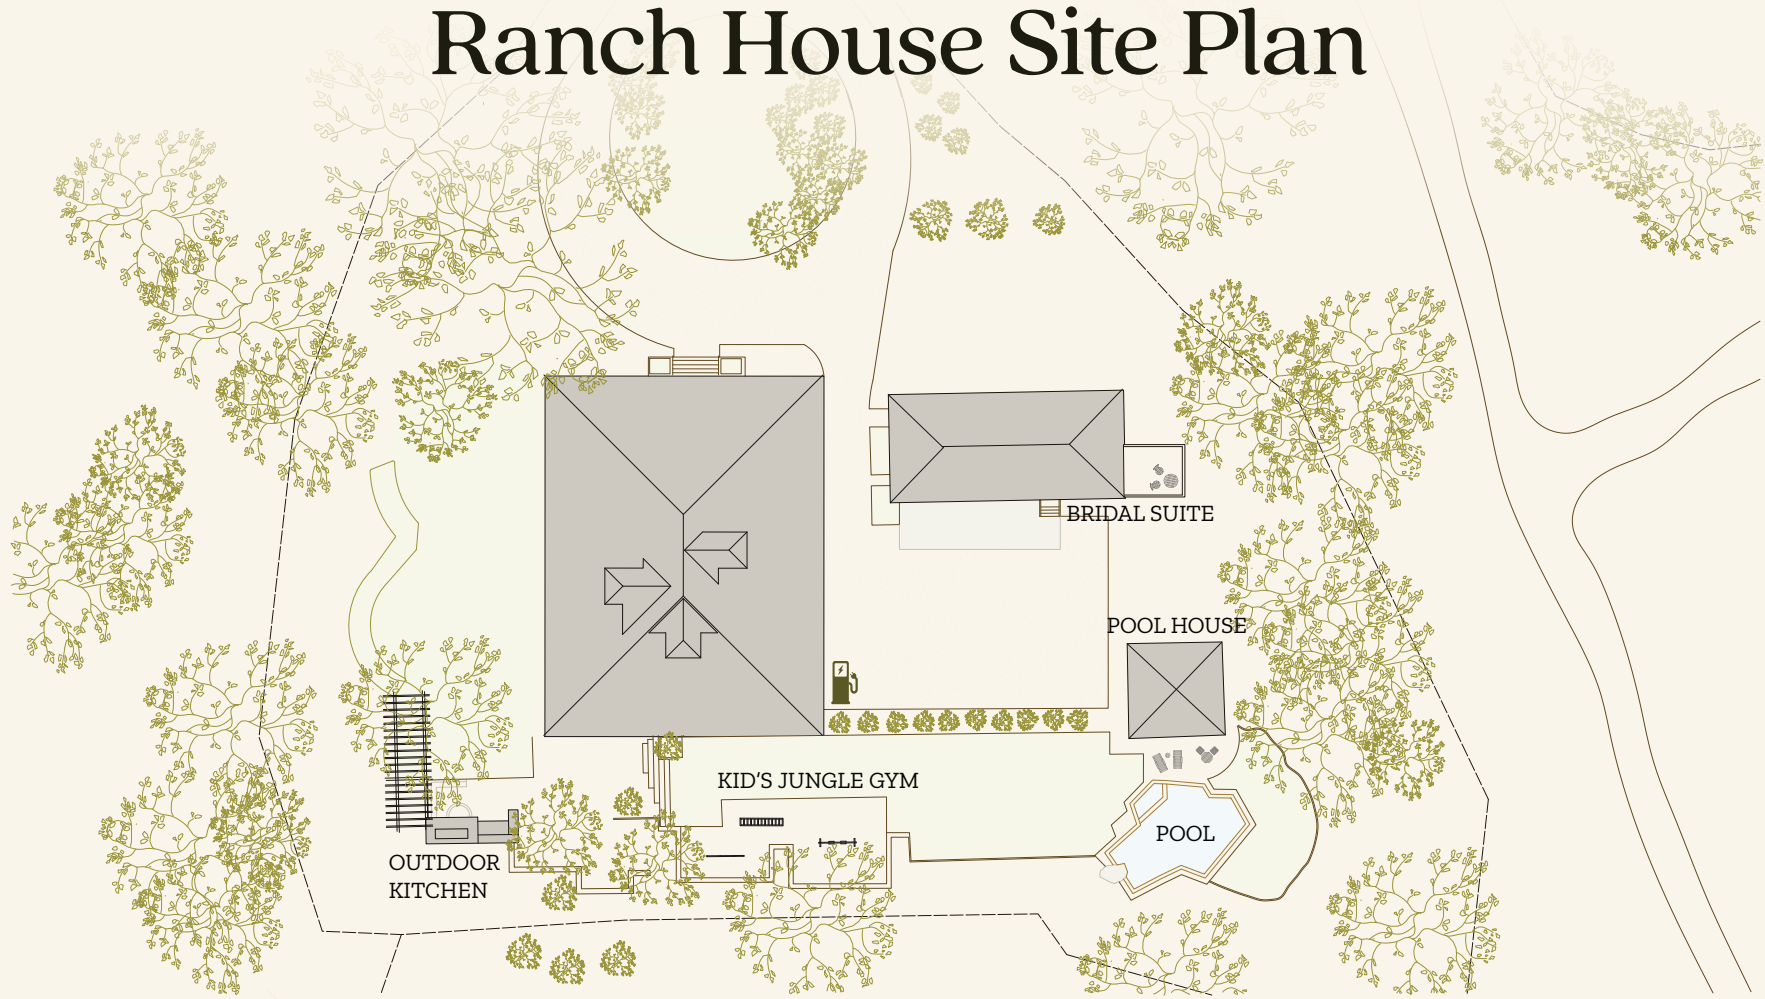 Ranch House Site Plan
BRIDAL SUITE
POOL HOUSE
KID'S JUNGLE GYM
POOL
OUTDOOR
KITCHEN